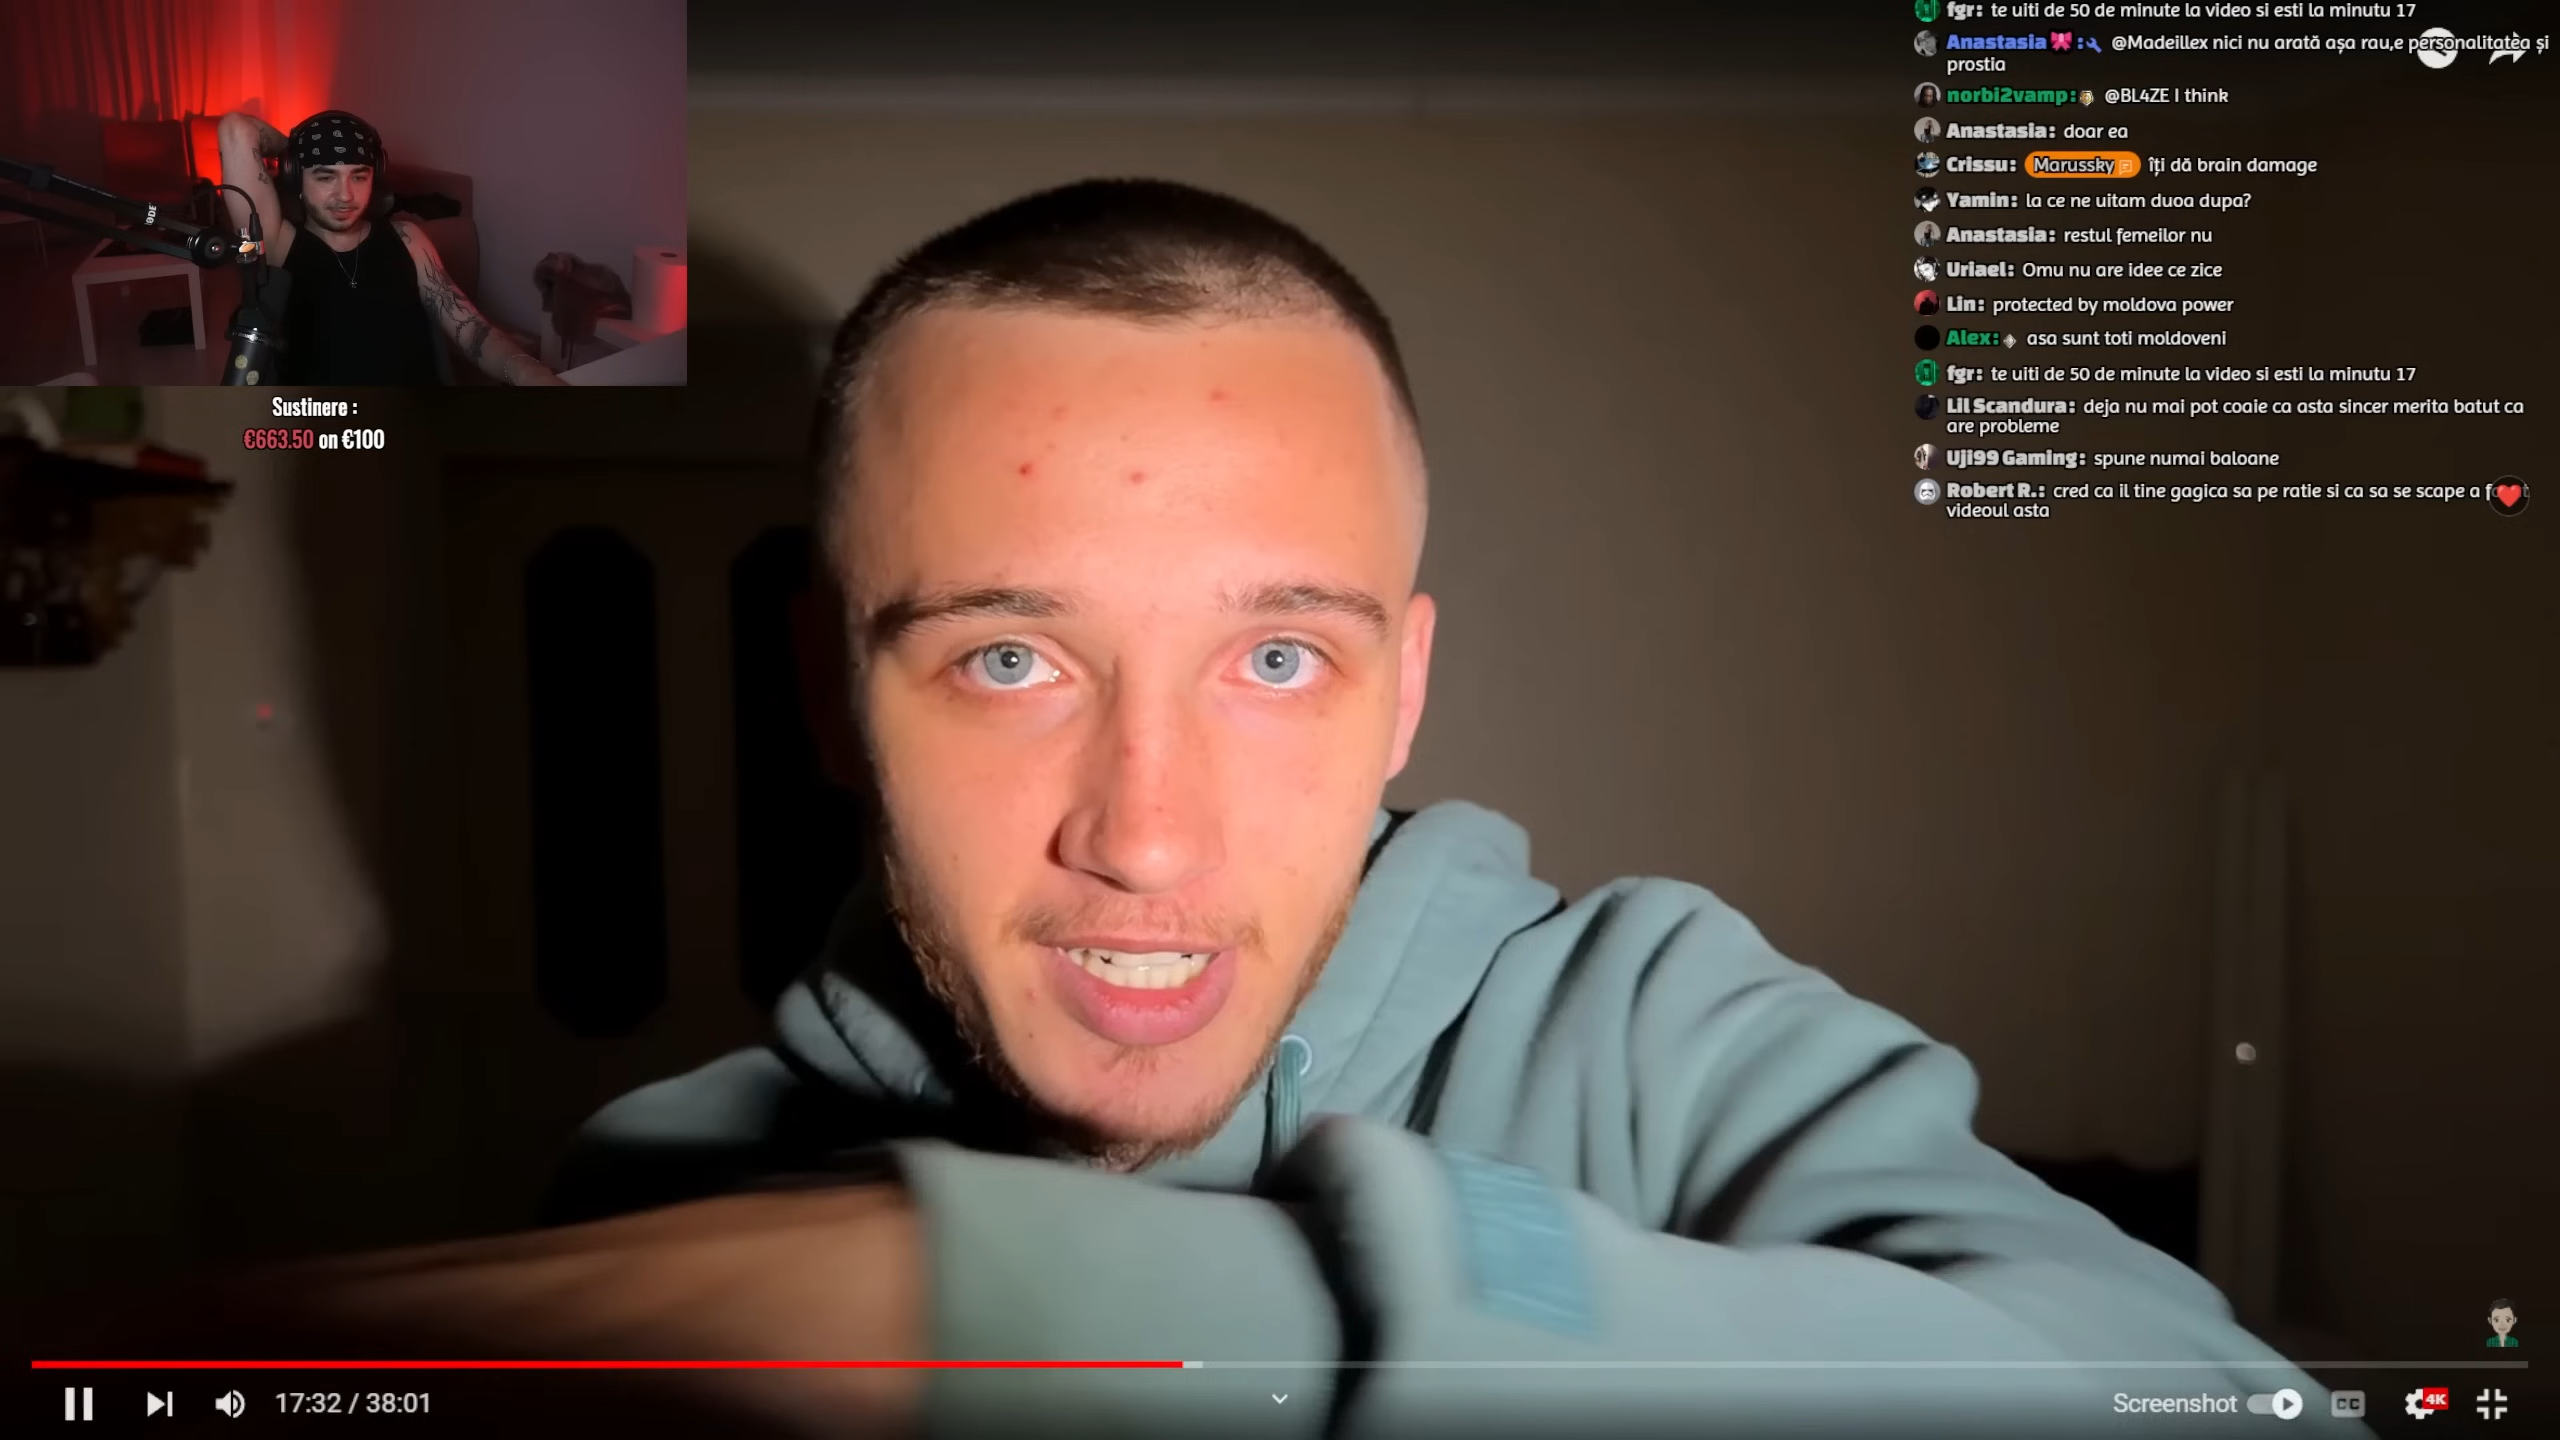 fgr: te uiti de 50 de minute la video si esti la minutu 17
Anastasia: @Madeillex nici nu arată așa rau,e personalitatea și
prostia
norbi2vamp: @BL4ZE I think
Anastasia: doar ea
Crissu: Marussky îți dă brain damage
Yamin: la ce ne uitam duoa dupa?
Anastasia: restul femeilor nu
Uriael: Omu nu are idee ce zice
Lin: protected by moldova power
Alex: asa sunt toti moldoveni
fgr: te uiti de 50 de minute la video si esti la minutu 17
Lil Scandura: deja nu mai pot coaie ca asta sincer merita batut ca
are probleme
Uji99 Gaming: spune numai baloane
Robert R.: cred ca il tine gagica sa pe ratie si ca sa se scape a
videoul asta
Sustinere :
€663.50 on €100
17:32 / 38:01
Screenshot
CC
4K